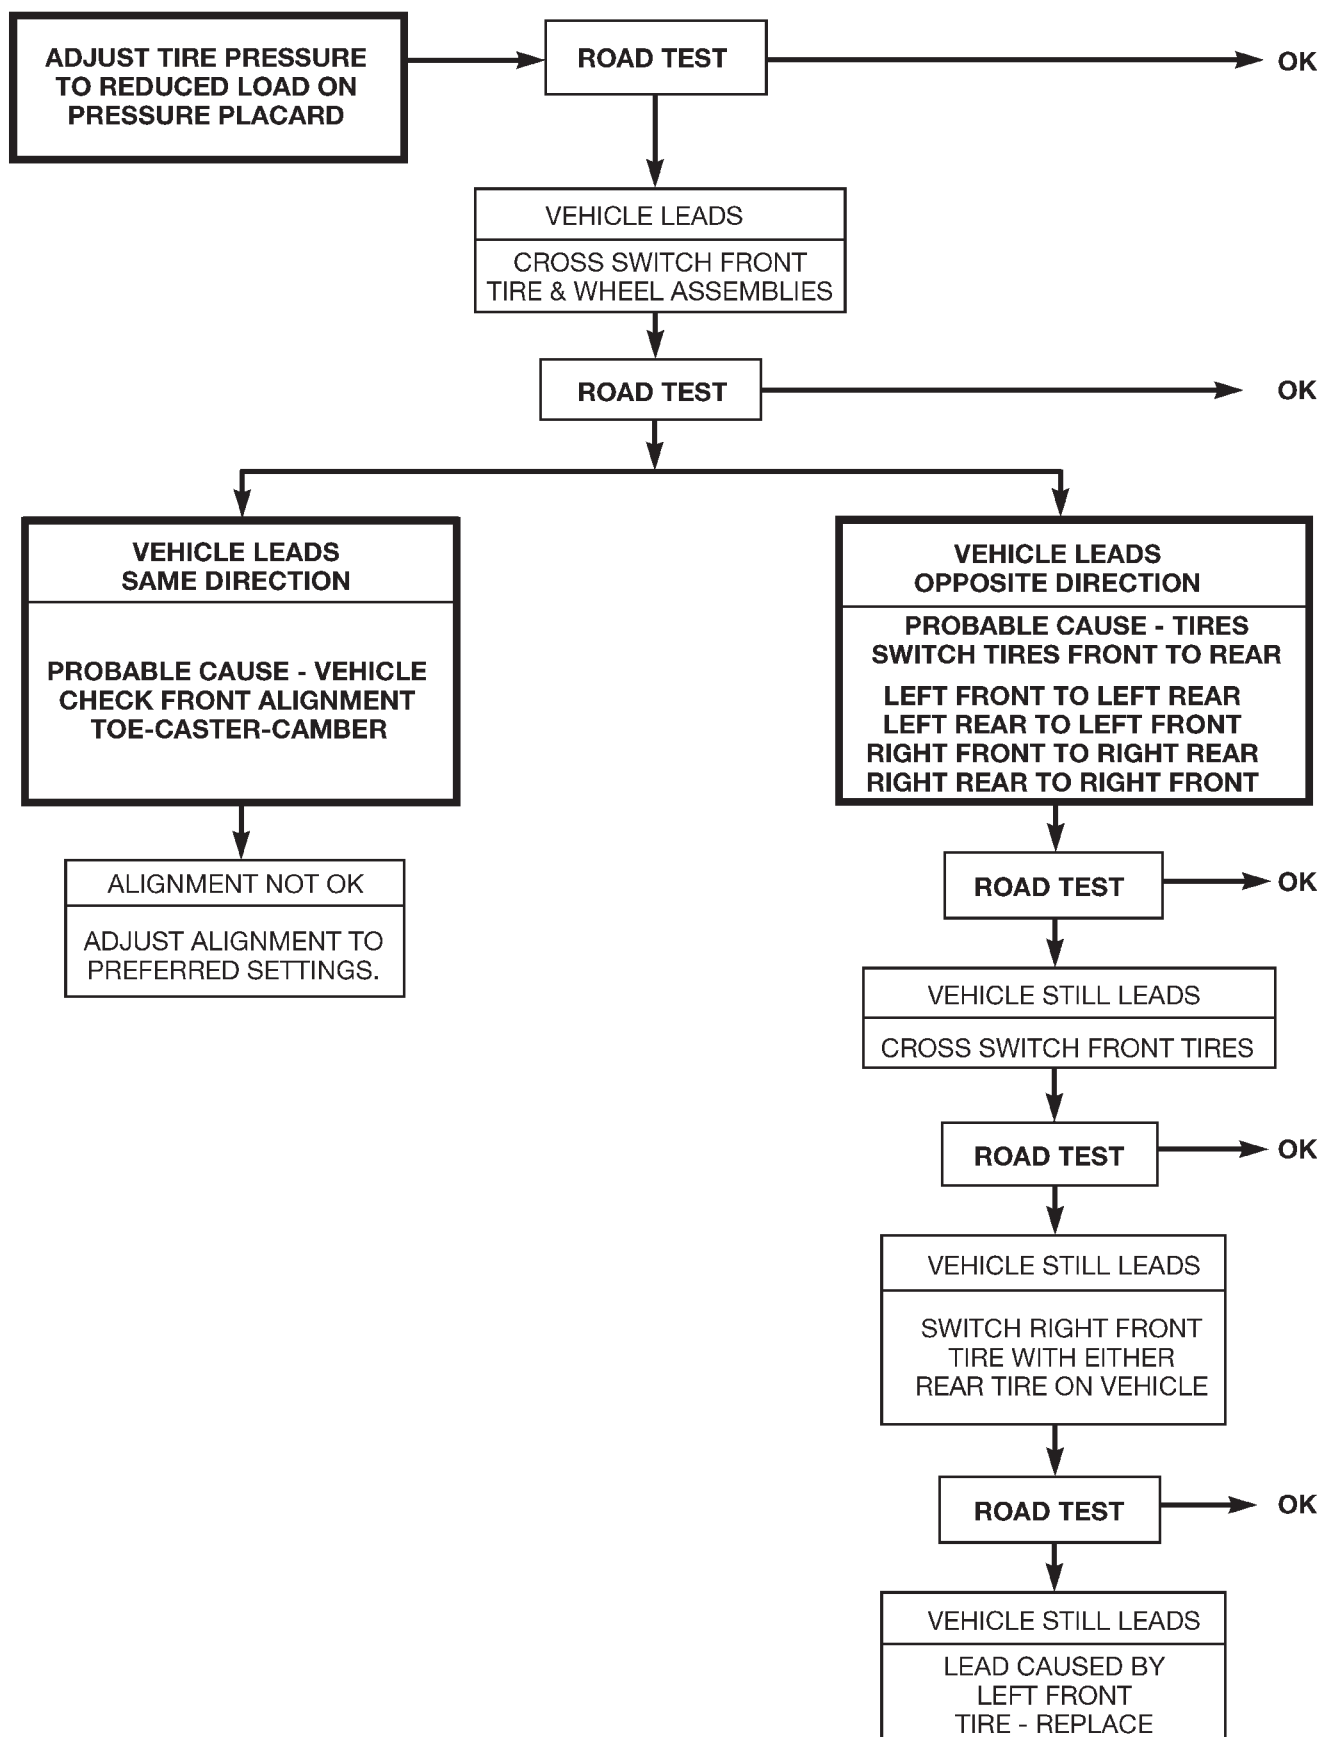 ADJUST TIRE PRESSURE
TO REDUCED LOAD ON
PRESSURE PLACARD
ROAD TEST
OK
VEHICLE LEADS
CROSS SWITCH FRONT
TIRE & WHEEL ASSEMBLIES
ROAD TEST
OK
VEHICLE LEADS
SAME DIRECTION
PROBABLE CAUSE - VEHICLE
CHECK FRONT ALIGNMENT
TOE-CASTER-CAMBER
ALIGNMENT NOT OK
ADJUST ALIGNMENT TO
PREFERRED SETTINGS.
VEHICLE LEADS
OPPOSITE DIRECTION
PROBABLE CAUSE - TIRES
SWITCH TIRES FRONT TO REAR
LEFT FRONT TO LEFT REAR
LEFT REAR TO LEFT FRONT
RIGHT FRONT TO RIGHT REAR
RIGHT REAR TO RIGHT FRONT
ROAD TEST
OK
VEHICLE STILL LEADS
CROSS SWITCH FRONT TIRES
ROAD TEST
OK
VEHICLE STILL LEADS
SWITCH RIGHT FRONT
TIRE WITH EITHER
REAR TIRE ON VEHICLE
ROAD TEST
OK
VEHICLE STILL LEADS
LEAD CAUSED BY
LEFT FRONT
TIRE - REPLACE